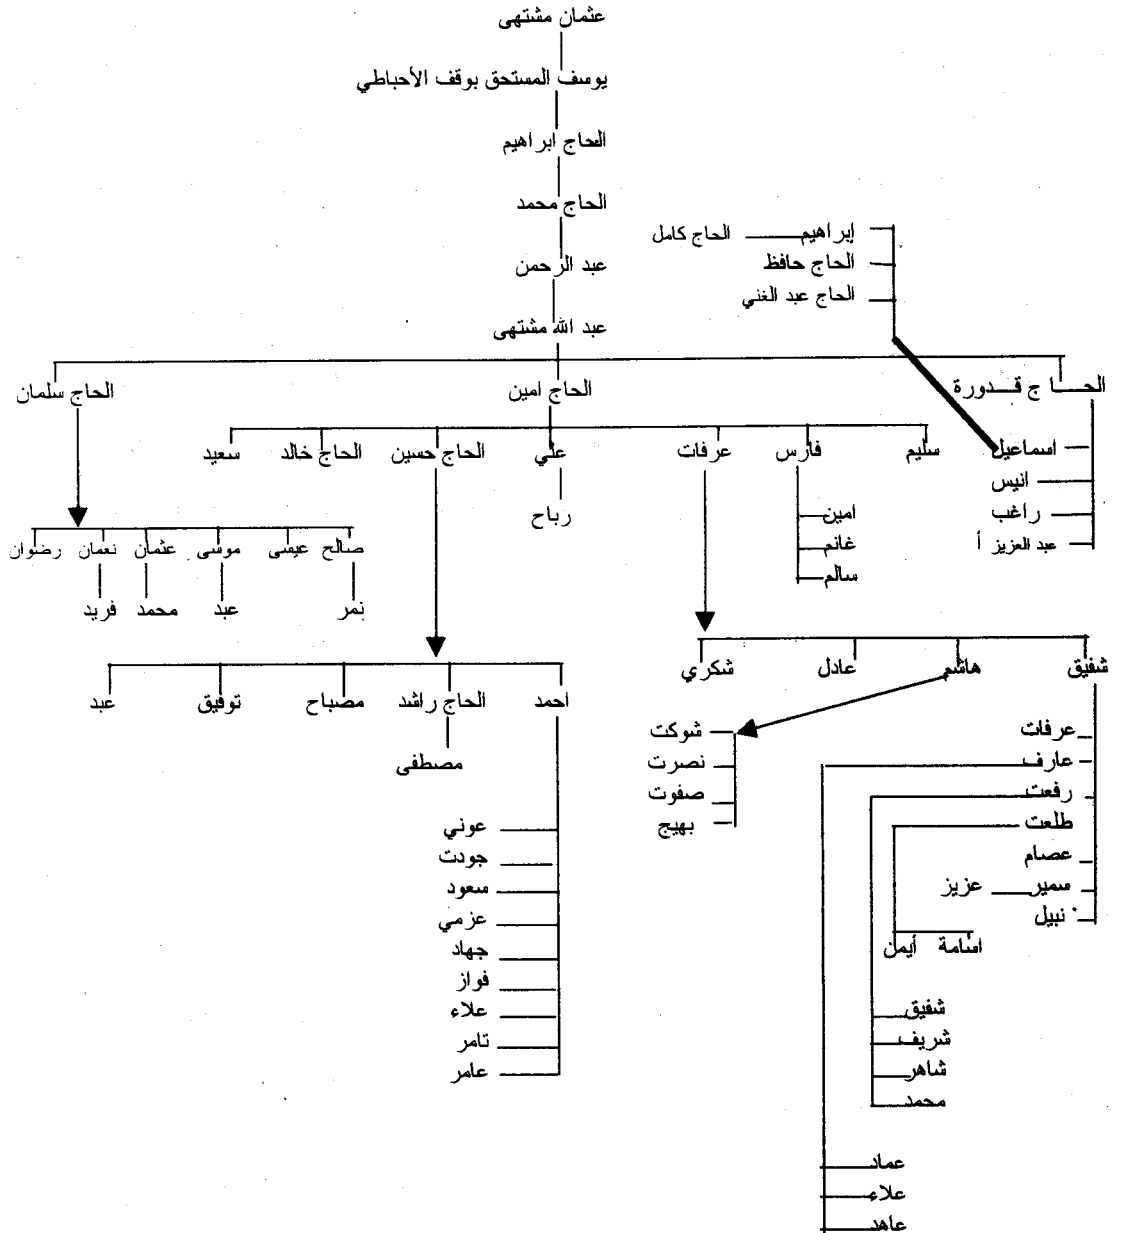 عثمان مشتهى
يوسف المستحق بوقف الأحباطي
الحاج ابراهيم
الحاج محمد
إبراهيم الحاج كامل
عبد الرحمن
الحاج حافظ
الحاج عبد الغني
عبد الله مشتهى
الحــــاج قــدورة
الحاج امين
الحاج سلمان
اسماعيل
سليم فارس عرفات علي الحاج حسين الحاج خالد سعيد
انيس
راغب
امين
رباح
عبد العزيز أ
غانم
صالح عيسى موسى عثمان نعمان رضوان
سالم
نمر عبد محمد فريد
شفيق هاشم عادل شكري
احمد الحاج راشد مصباح توفيق عبد
عرفات
شوكت
عارف
نصرت
مصطفى
رفعت
صفوت
طلعت
بهيج
عوني
عصام
جودت
سمير عزيز
سعود
نبيل
عزمي
اسامة أيمن
جهاد
فواز
شفيق
علاء
شريف
تامر
شاهر
عامر
محمد
عماد
علاء
عاهد